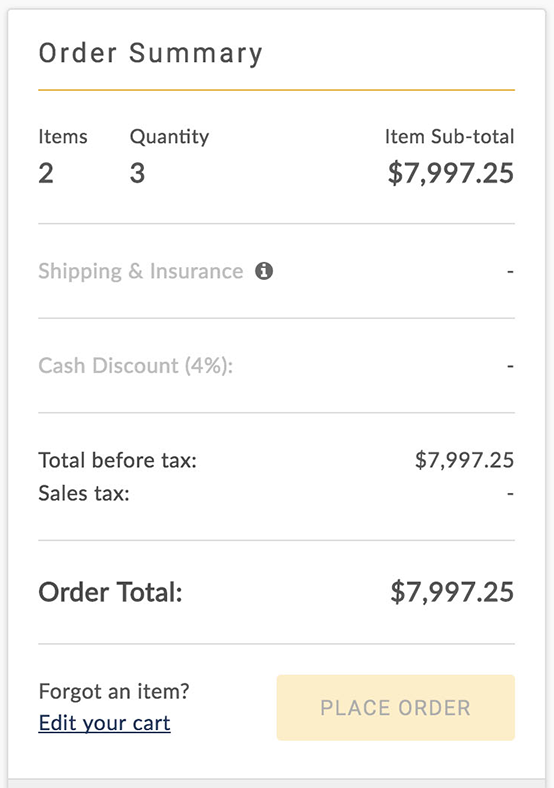 Order Summary
Items Quantity Item Sub-total
2 3 $7,997.25
Shipping & Insurance -
Cash Discount (4%): -
Total before tax: $7,997.25
Sales tax: -
Order Total: $7,997.25
Forgot an item?
Edit your cart
PLACE ORDER